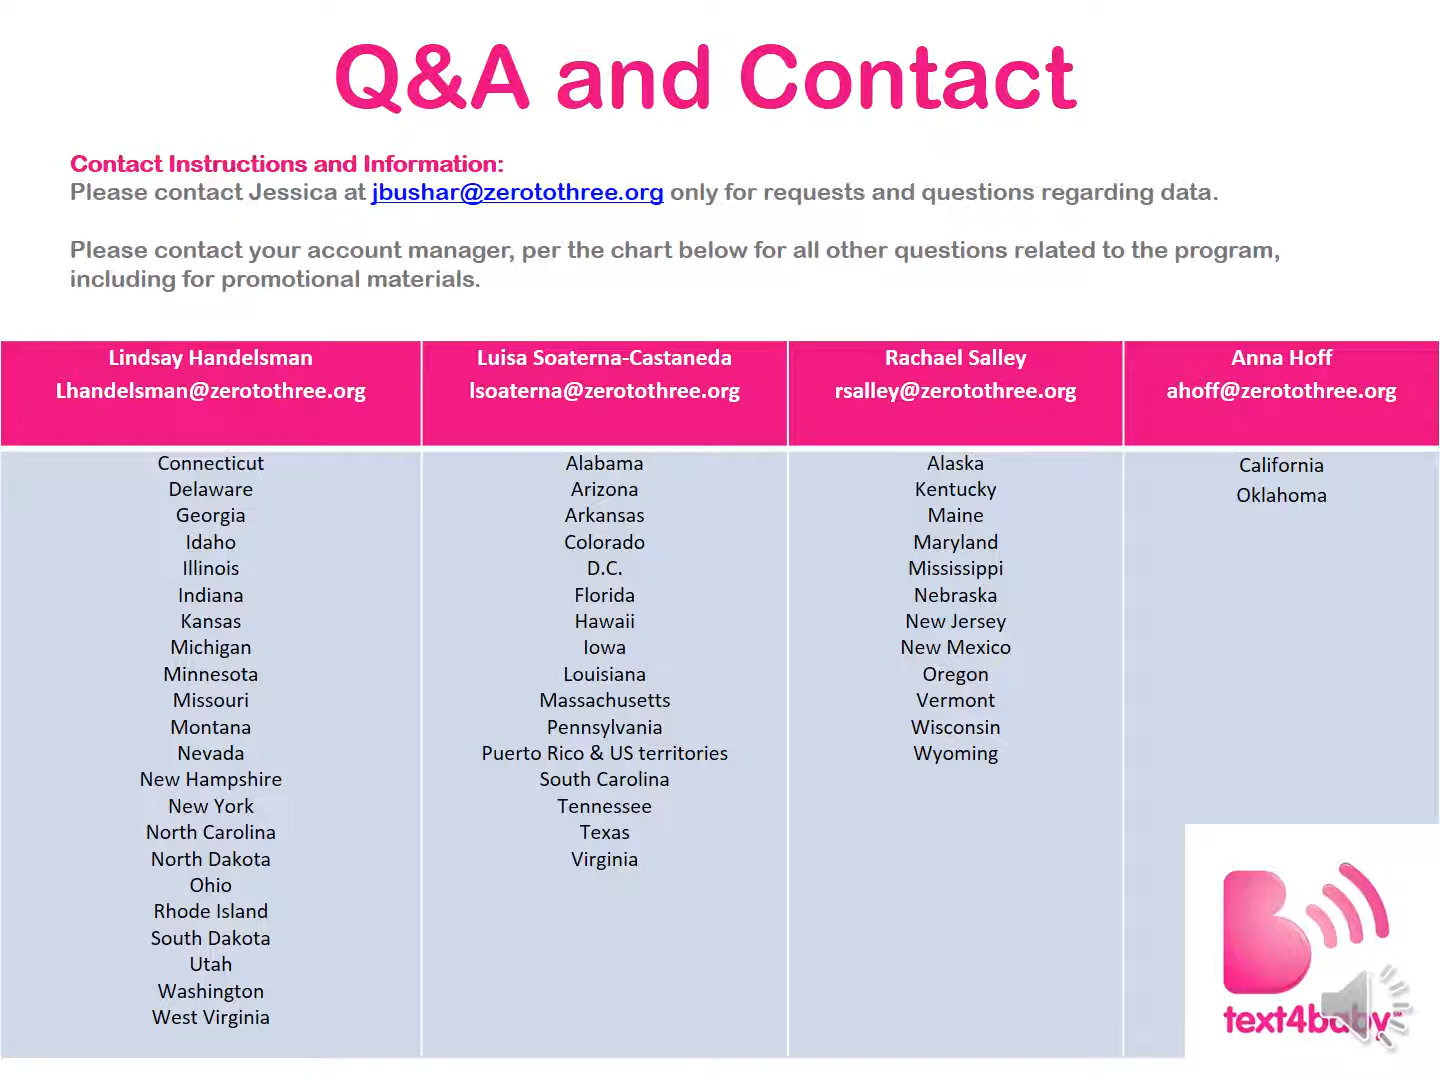 Q&A and Contact
Contact Instructions and Information:
Please contact Jessica at jbushar@zerotothree.org only for requests and questions regarding data.
Please contact your account manager, per the chart below for all other questions related to the program,
including for promotional materials.
Lindsay Handelsman
Lhandelsman@zerotothree.org
Luisa Soaterna-Castaneda
lsoaterna@zerotothree.org
Rachael Salley
rsalley@zerotothree.org
Anna Hoff
ahoff@zerotothree.org
Connecticut
Delaware
Georgia
Idaho
Illinois
Indiana
Kansas
Michigan
Minnesota
Missouri
Montana
Nevada
New Hampshire
New York
North Carolina
North Dakota
Ohio
Rhode Island
South Dakota
Utah
Washington
West Virginia
Alabama
Arizona
Arkansas
Colorado
D.C.
Florida
Hawaii
Iowa
Louisiana
Massachusetts
Pennsylvania
Puerto Rico & US territories
South Carolina
Tennessee
Texas
Virginia
Alaska
Kentucky
Maine
Maryland
Mississippi
Nebraska
New Jersey
New Mexico
Oregon
Vermont
Wisconsin
Wyoming
California
Oklahoma
text4baby℠